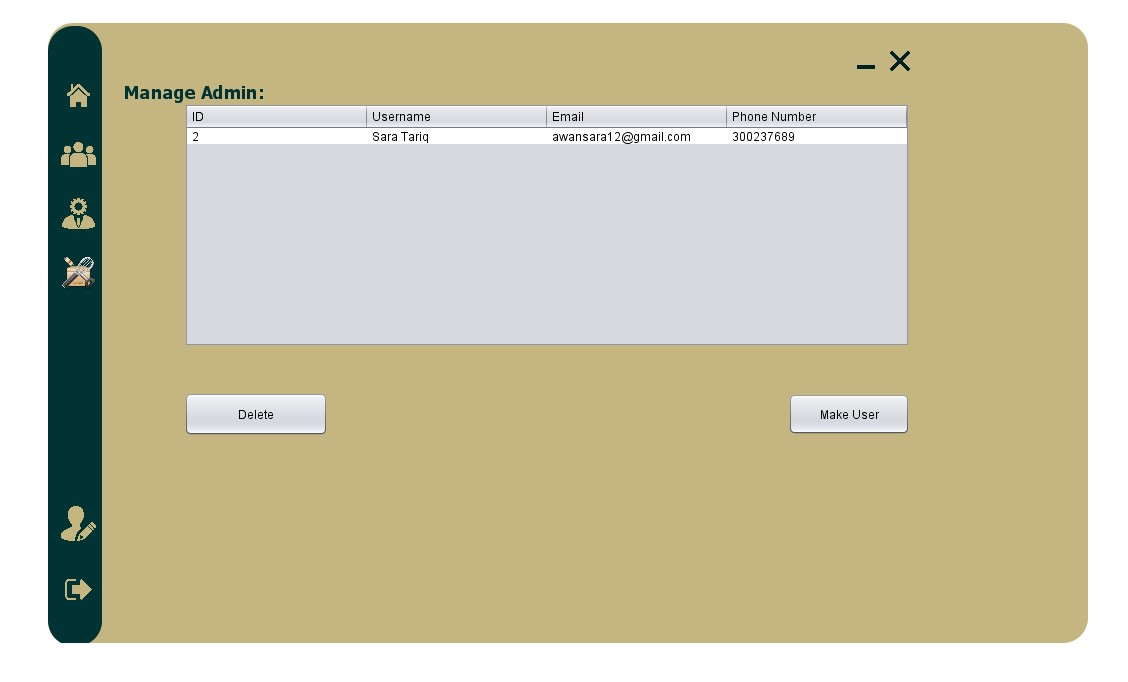 Manage Admin:
ID Username Email Phone Number
2 Sara Tariq awansara12@gmail.com 300237689
Delete Make User